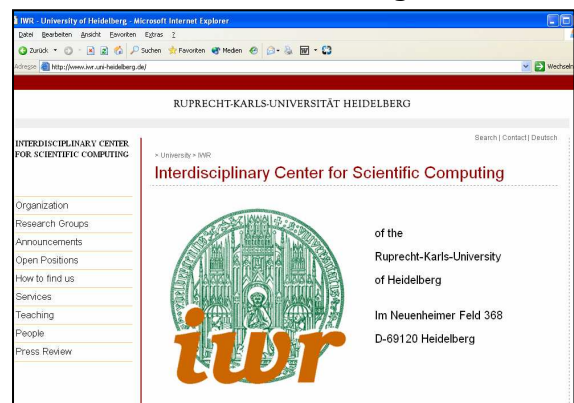 IWR - University of Heidelberg - Microsoft Internet Explorer
Datei Bearbeiten Ansicht Favoriten Extras ?
Zurück Suchen Favoriten Medien
Adresse http://www.iwr.uni-heidelberg.de/ Wechseln
RUPRECHT-KARLS-UNIVERSITÄT HEIDELBERG
Search | Contact | Deutsch
INTERDISCIPLINARY CENTER
FOR SCIENTIFIC COMPUTING
> University > IWR
Interdisciplinary Center for Scientific Computing
Organization
Research Groups
Announcements
Open Positions
How to find us
Services
Teaching
People
Press Review
iwr
of the
Ruprecht-Karls-University
of Heidelberg
Im Neuenheimer Feld 368
D-69120 Heidelberg